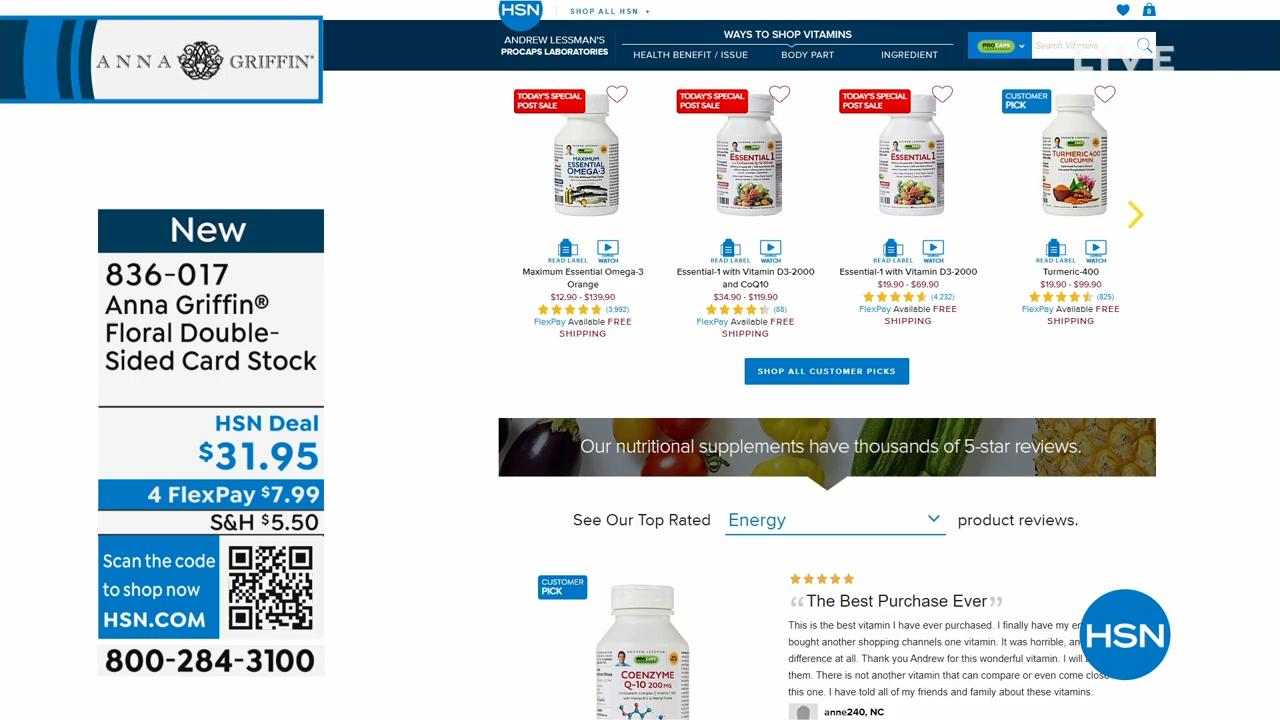 ANNA GRIFFIN®
New
836-017
Anna Griffin®
Floral Double-
Sided Card Stock
HSN Deal
$31.95
4 FlexPay $7.99
S&H $5.50
Scan the code
to shop now
HSN.COM
800-284-3100
HSN
SHOP ALL HSN +
0
ANDREW LESSMAN'S
PROCAPS LABORATORIES
WAYS TO SHOP VITAMINS
HEALTH BENEFIT / ISSUE BODY PART INGREDIENT
PROCAPS
Search Vitamins
LIVE
TODAY'S SPECIAL
POST SALE
TODAY'S SPECIAL
POST SALE
TODAY'S SPECIAL
POST SALE
CUSTOMER
PICK
MAXIMUM
ESSENTIAL
OMEGA-3
ESSENTIAL 1
ESSENTIAL 1
TURMERIC 400
CURCUMIN
READ LABEL WATCH READ LABEL WATCH READ LABEL WATCH READ LABEL WATCH
Maximum Essential Omega-3
Orange
$12.90 - $139.90
(3,992)
FlexPay Available FREE
SHIPPING
Essential-1 with Vitamin D3-2000
and CoQ10
$34.90 - $119.90
(88)
FlexPay Available FREE
SHIPPING
Essential-1 with Vitamin D3-2000
$19.90 - $69.90
(4,232)
FlexPay Available FREE
SHIPPING
Turmeric-400
$19.90 - $99.90
(825)
FlexPay Available FREE
SHIPPING
SHOP ALL CUSTOMER PICKS
Our nutritional supplements have thousands of 5-star reviews.
See Our Top Rated Energy product reviews.
CUSTOMER
PICK
ANDREW LESSMAN
PROCAPS
COENZYME
Q-10 200 MG
“The Best Purchase Ever”
This is the best vitamin I have ever purchased. I finally have my
bought another shopping channels one vitamin. It was horrible,
difference at all. Thank you Andrew for this wonderful vitamin. I
them. There is not another vitamin that can compare or even come
this one. I have told all of my friends and family about these vitamins.
anne240, NC
HSN